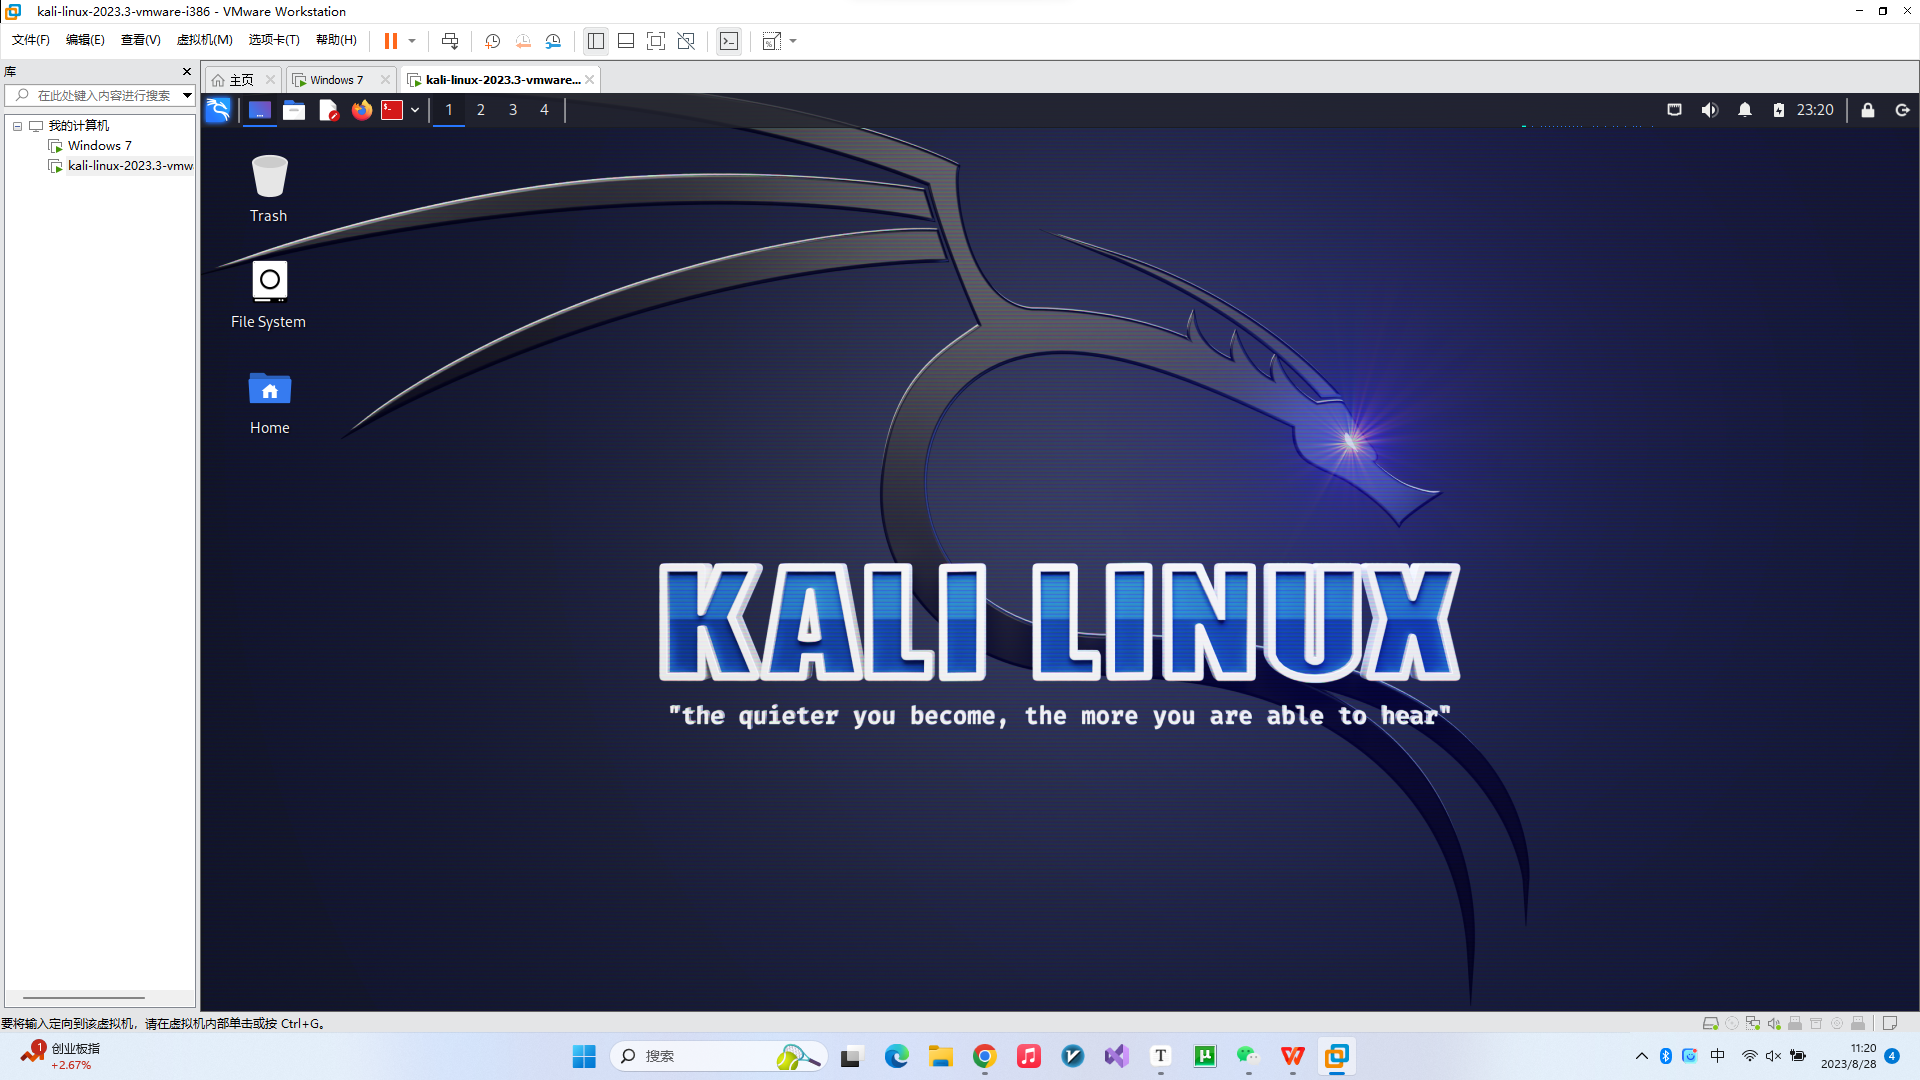 kali-linux-2023.3-vmware-i386 - VMware Workstation
文件(F) 编辑(E) 查看(V) 虚拟机(M) 选项卡(T) 帮助(H)
库
主页 Windows 7 kali-linux-2023.3-vmware...
在此处键入内容进行搜索
1 2 3 4 23:20
我的计算机
Windows 7
kali-linux-2023.3-vmw
Trash
File System
Home
KALI LINUX
"the quieter you become, the more you are able to hear"
要将输入定向到该虚拟机，请在虚拟机内部单击或按 Ctrl+G。
1 创业板指
+2.67%
搜索
中
11:20
2023/8/28
4